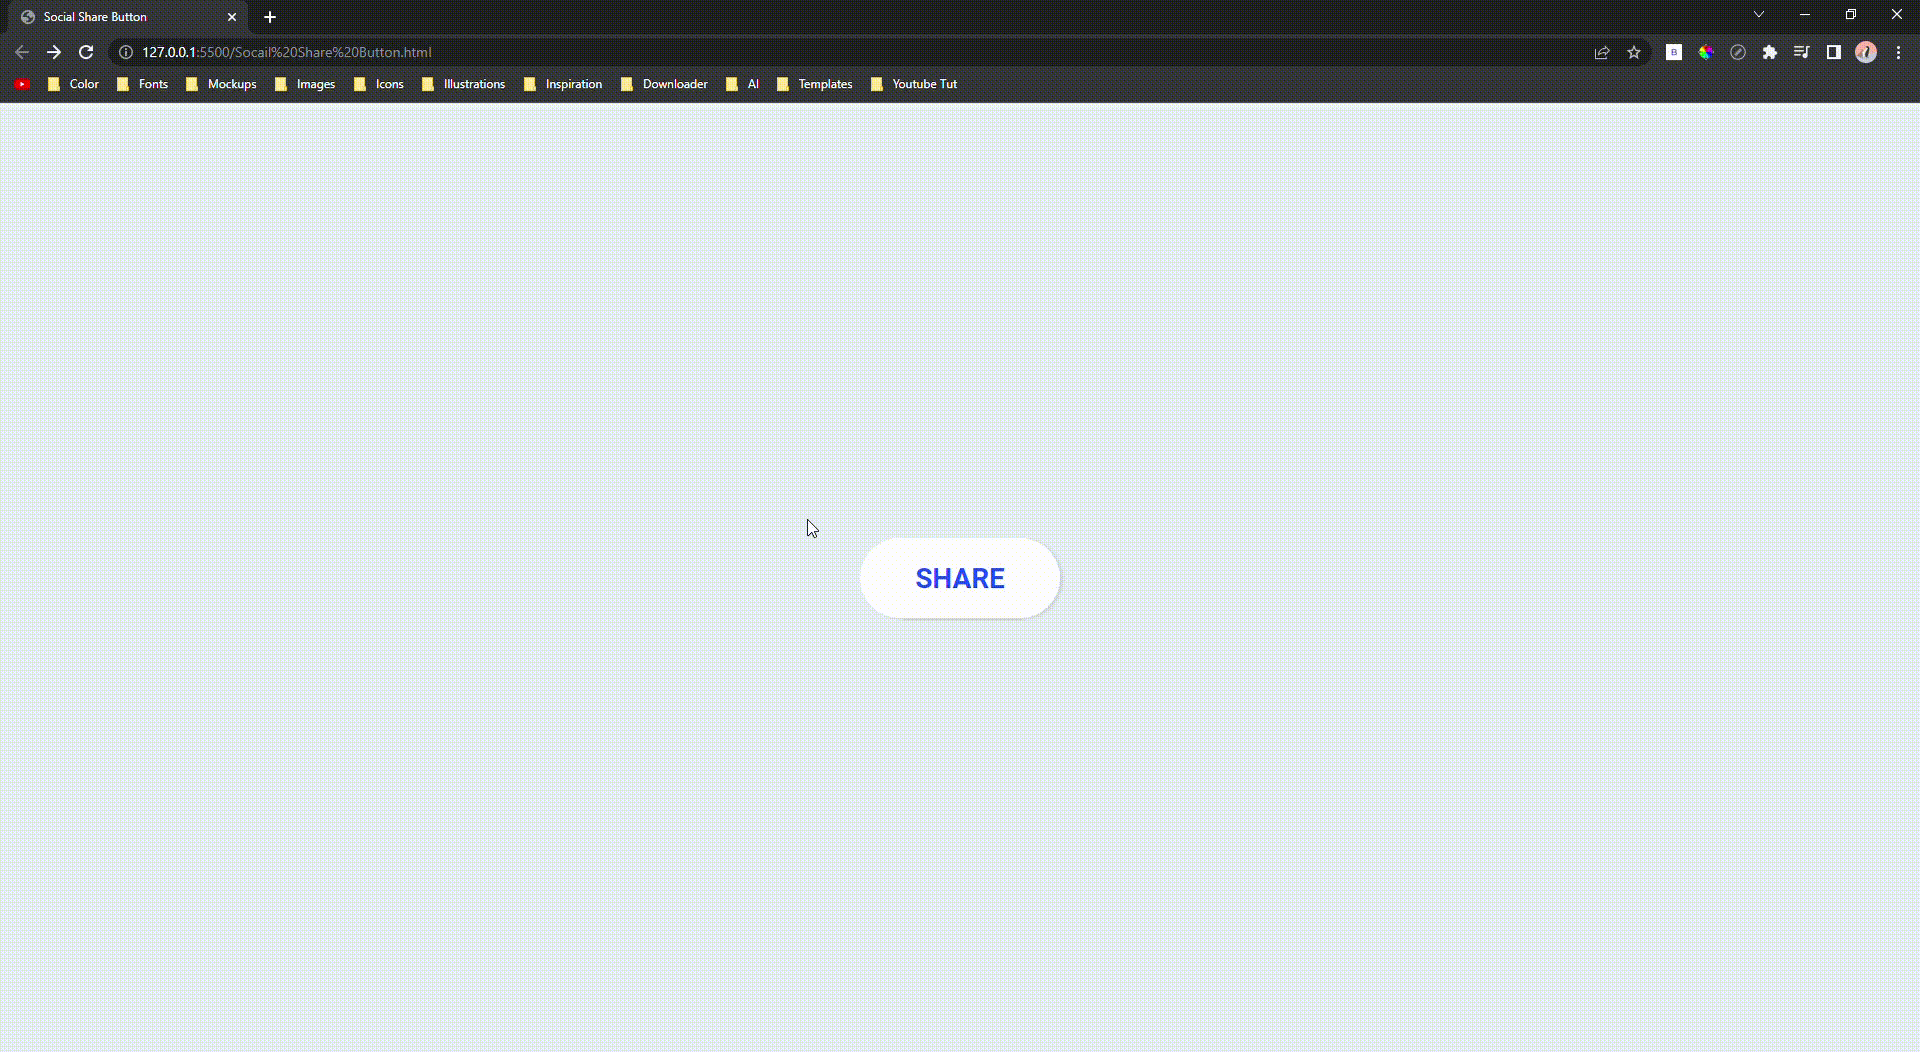 Social Share Button
127.0.0.1:5500/Socail%20Share%20Button.html
B
Color Fonts Mockups Images Icons Illustrations Inspiration Downloader AI Templates Youtube Tut
SHARE